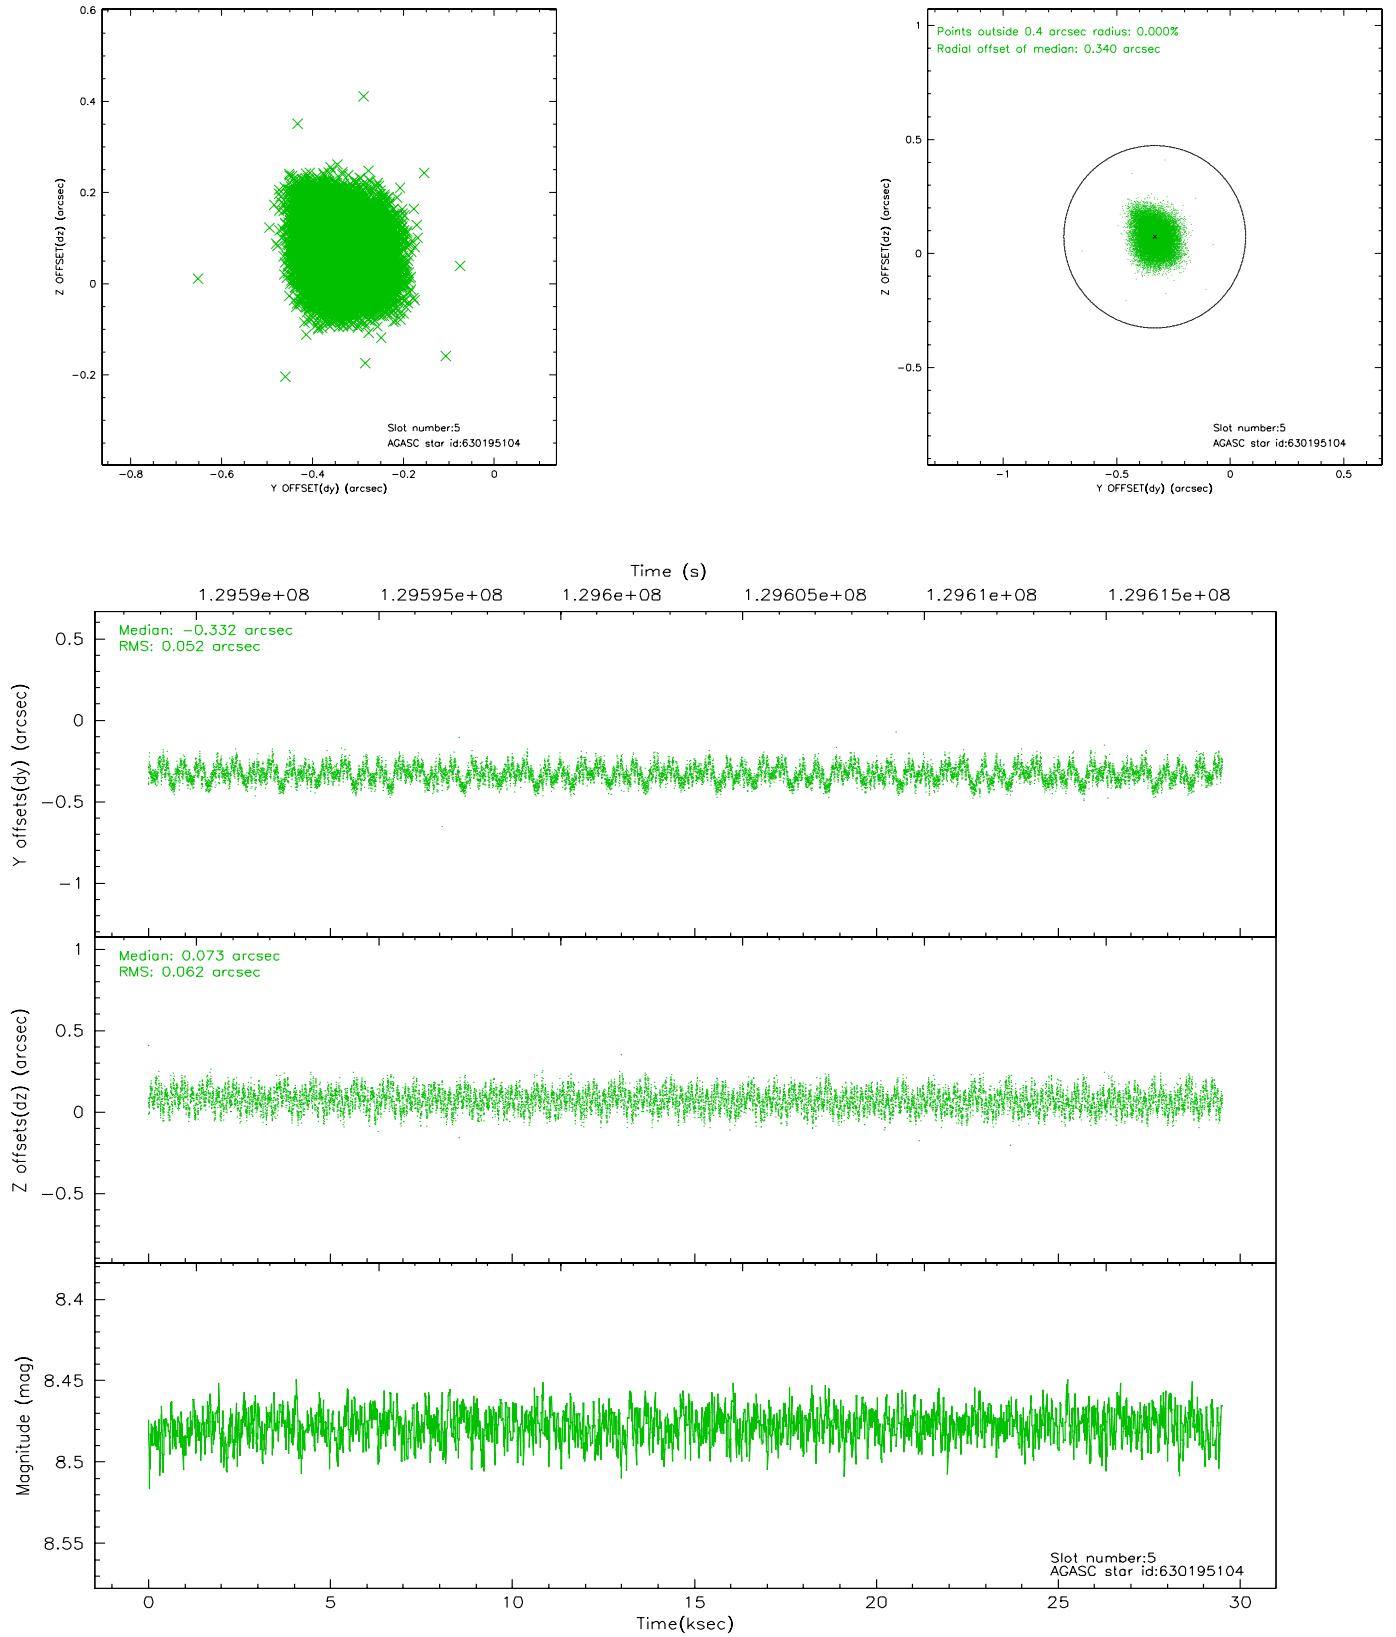 0.6
0.4
0.2
0
−0.2
Z OFFSET(dz) (arcsec)
Slot number:5
AGASC star id:630195104
−0.8 −0.6 −0.4 −0.2 0
Y OFFSET(dy) (arcsec)
Points outside 0.4 arcsec radius: 0.000%
Radial offset of median: 0.340 arcsec
1
0.5
0
−0.5
Z OFFSET(dz) (arcsec)
Slot number:5
AGASC star id:630195104
−1 −0.5 0 0.5
Y OFFSET(dy) (arcsec)
Time (s)
1.2959e+08 1.29595e+08 1.296e+08 1.29605e+08 1.2961e+08 1.29615e+08
Median: −0.332 arcsec
RMS: 0.052 arcsec
0.5
0
−0.5
−1
Y offsets(dy) (arcsec)
Median: 0.073 arcsec
RMS: 0.062 arcsec
1
0.5
0
−0.5
Z offsets(dz) (arcsec)
8.4
8.45
8.5
8.55
Magnitude (mag)
Slot number:5
AGASC star id:630195104
0 5 10 15 20 25 30
Time(ksec)